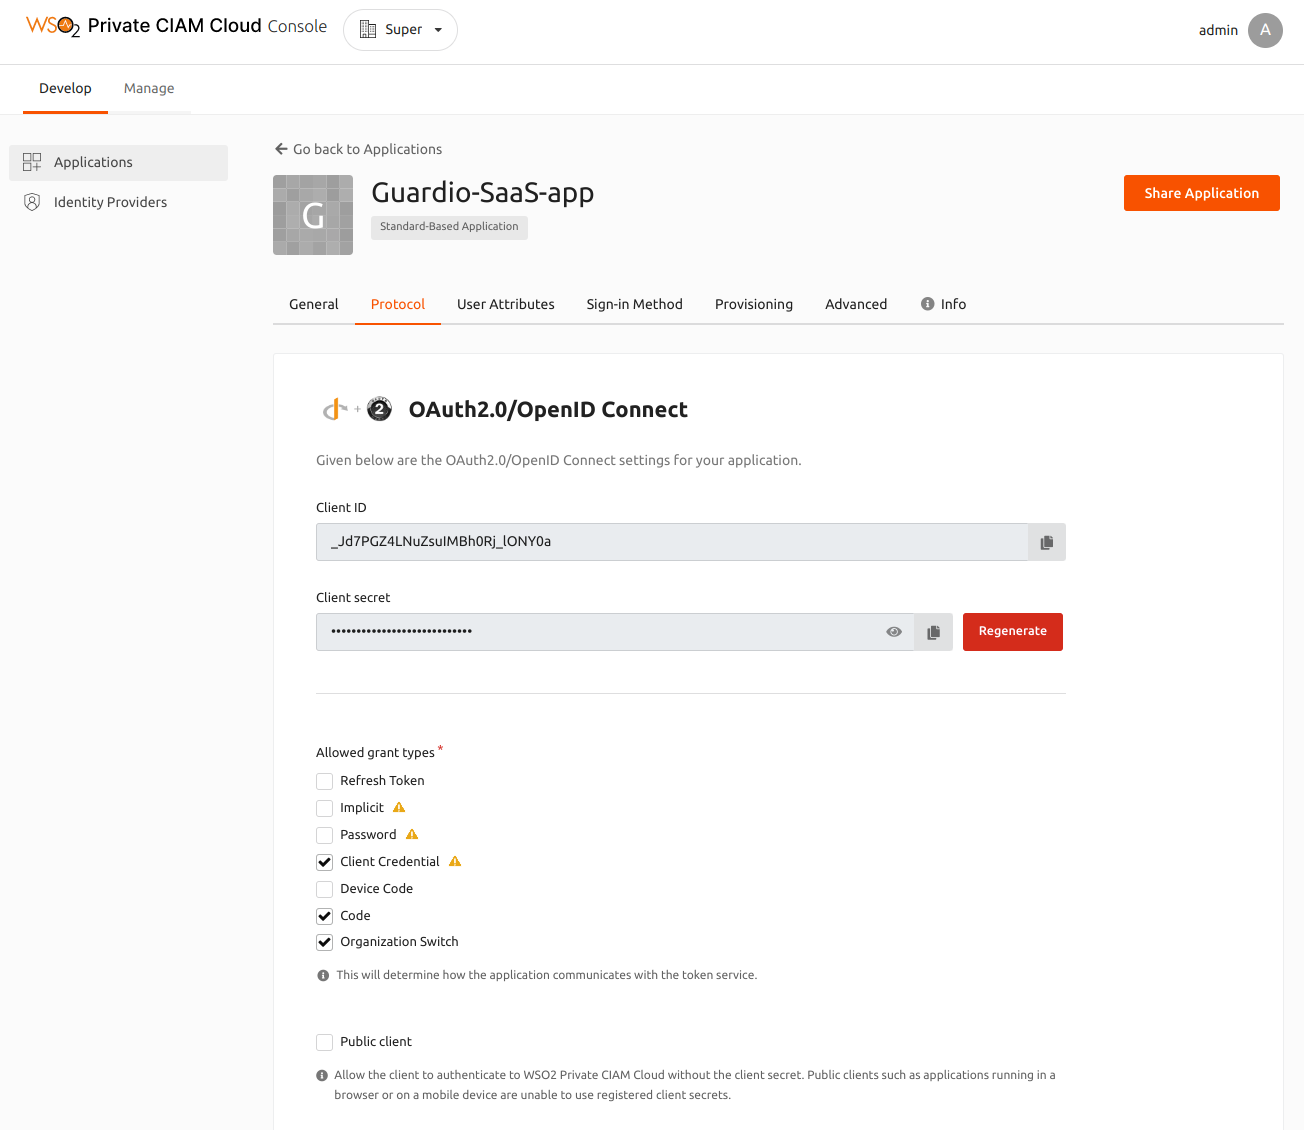 WSO2 Private CIAM Cloud Console
Super
admin
A
Develop
Manage
Applications
Identity Providers
Go back to Applications
G
Guardio-SaaS-app
Standard-Based Application
Share Application
General
Protocol
User Attributes
Sign-in Method
Provisioning
Advanced
Info
+ 2
OAuth2.0/OpenID Connect
Given below are the OAuth2.0/OpenID Connect settings for your application.
Client ID
_Jd7PGZ4LNuZsuIMBh0Rj_lONY0a
Client secret
••••••••••••••••••••••••••••
Regenerate
Allowed grant types *
Refresh Token
Implicit
Password
Client Credential
Device Code
Code
Organization Switch
This will determine how the application communicates with the token service.
Public client
Allow the client to authenticate to WSO2 Private CIAM Cloud without the client secret. Public clients such as applications running in a
browser or on a mobile device are unable to use registered client secrets.